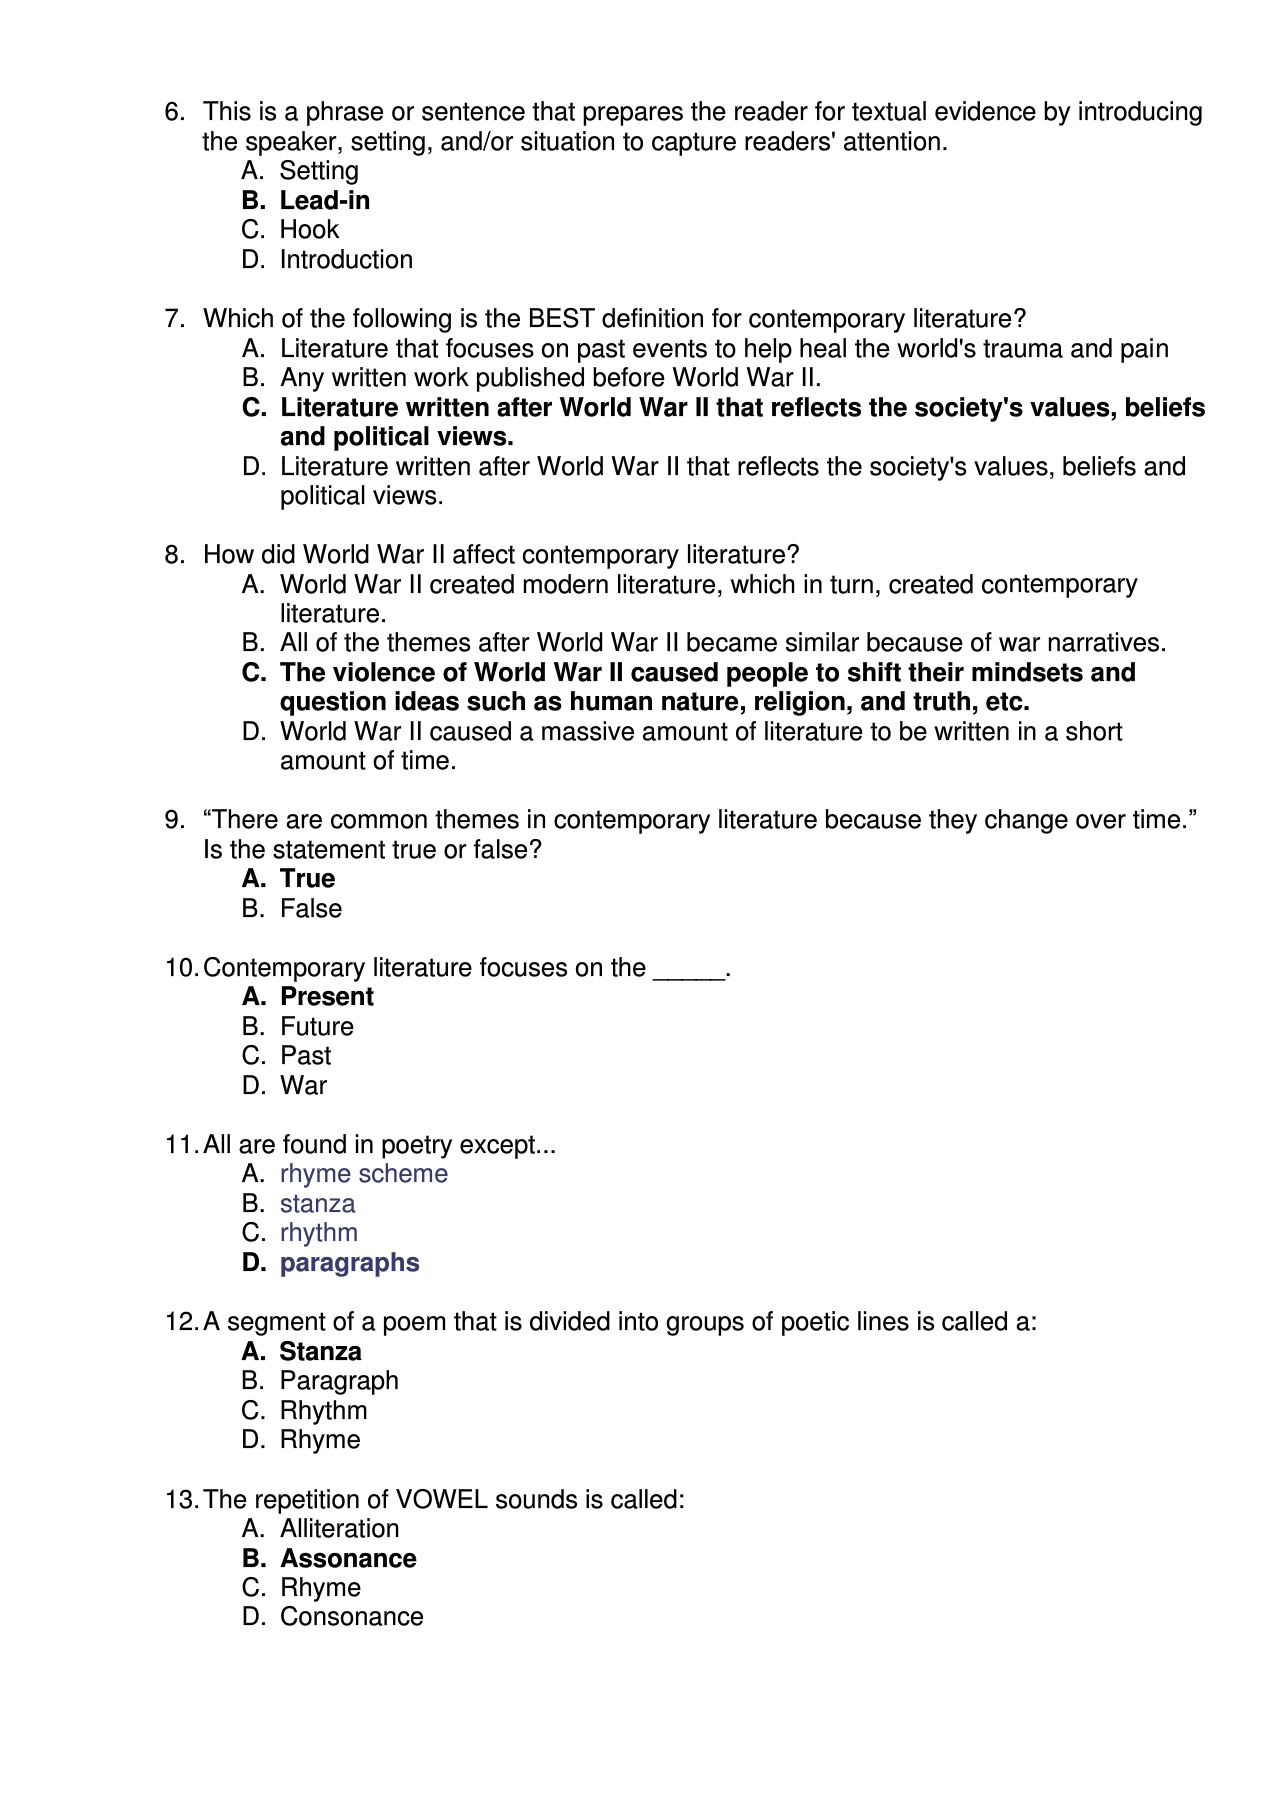 6. This is a phrase or sentence that prepares the reader for textual evidence by introducing
the speaker, setting, and/or situation to capture readers' attention.
A. Setting
B. Lead-in
C. Hook
D. Introduction
7. Which of the following is the BEST definition for contemporary literature?
A. Literature that focuses on past events to help heal the world's trauma and pain
B. Any written work published before World War II.
C. Literature written after World War II that reflects the society's values, beliefs
and political views.
D. Literature written after World War II that reflects the society's values, beliefs and
political views.
8. How did World War II affect contemporary literature?
A. World War II created modern literature, which in turn, created contemporary
literature.
B. All of the themes after World War II became similar because of war narratives.
C. The violence of World War II caused people to shift their mindsets and
question ideas such as human nature, religion, and truth, etc.
D. World War II caused a massive amount of literature to be written in a short
amount of time.
9. “There are common themes in contemporary literature because they change over time.”
Is the statement true or false?
A. True
B. False
10. Contemporary literature focuses on the _____.
A. Present
B. Future
C. Past
D. War
11. All are found in poetry except...
A. rhyme scheme
B. stanza
C. rhythm
D. paragraphs
12. A segment of a poem that is divided into groups of poetic lines is called a:
A. Stanza
B. Paragraph
C. Rhythm
D. Rhyme
13. The repetition of VOWEL sounds is called:
A. Alliteration
B. Assonance
C. Rhyme
D. Consonance